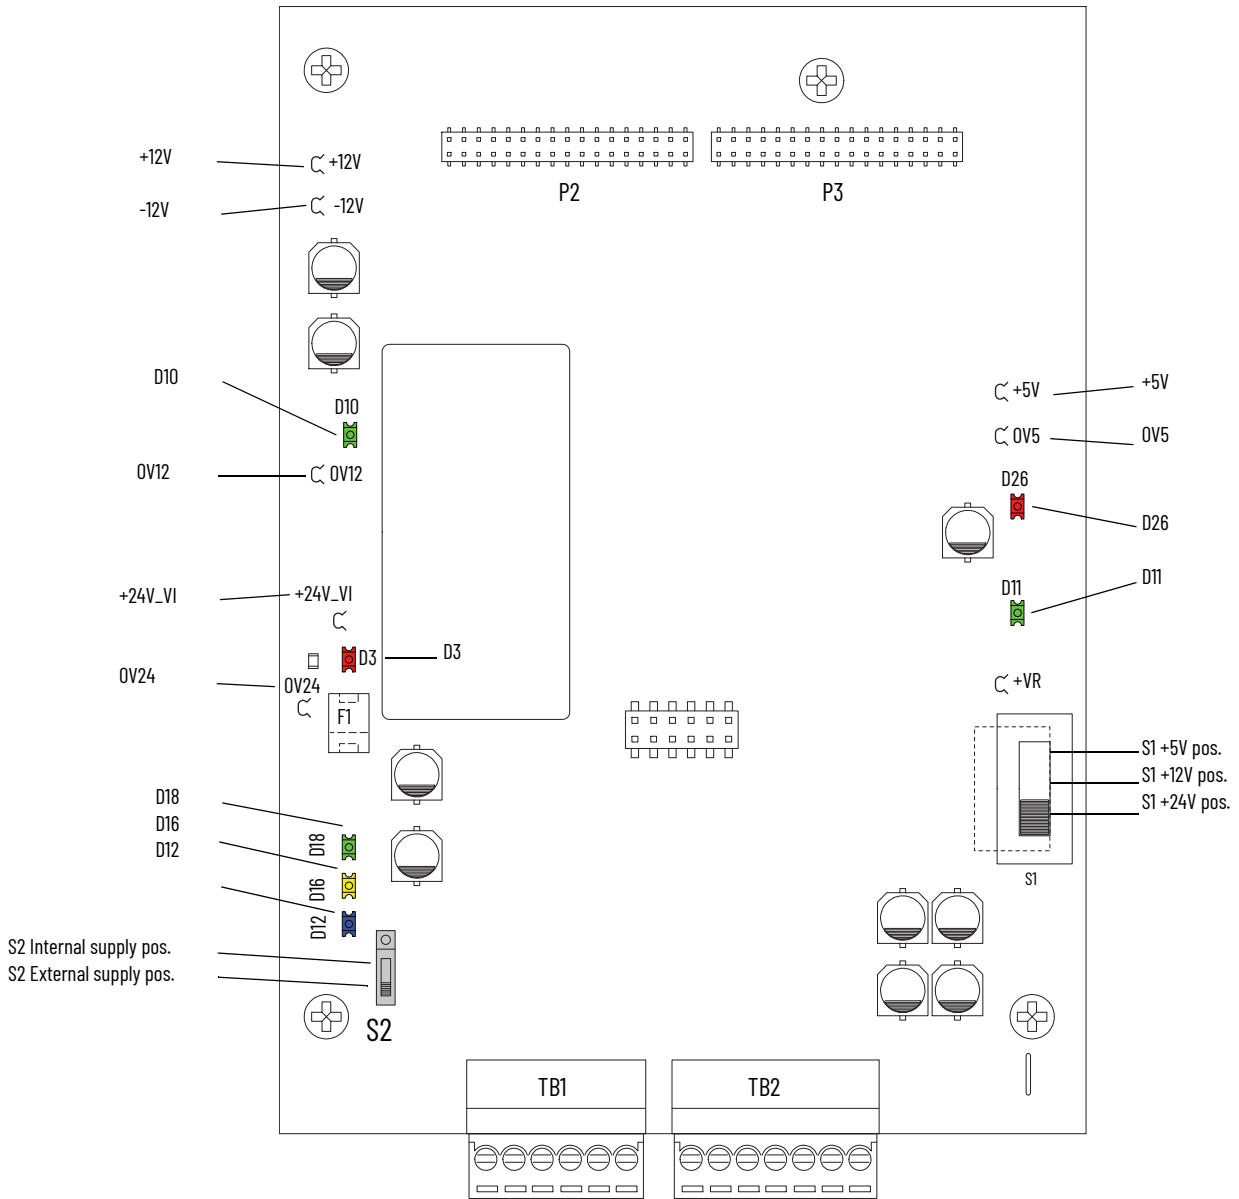 P2
P3
+12V
+12V
-12V
-12V
D10
D10
0V12
0V12
+5V
+5V
0V5
0V5
D26
D26
D11
D11
+24V_VI
+24V_VI
D3
D3
0V24
0V24
F1
+VR
S1 +5V pos.
S1 +12V pos.
S1 +24V pos.
S1
D18
D16
D12
D18
D16
D12
S2 Internal supply pos.
S2 External supply pos.
S2
TB1
TB2